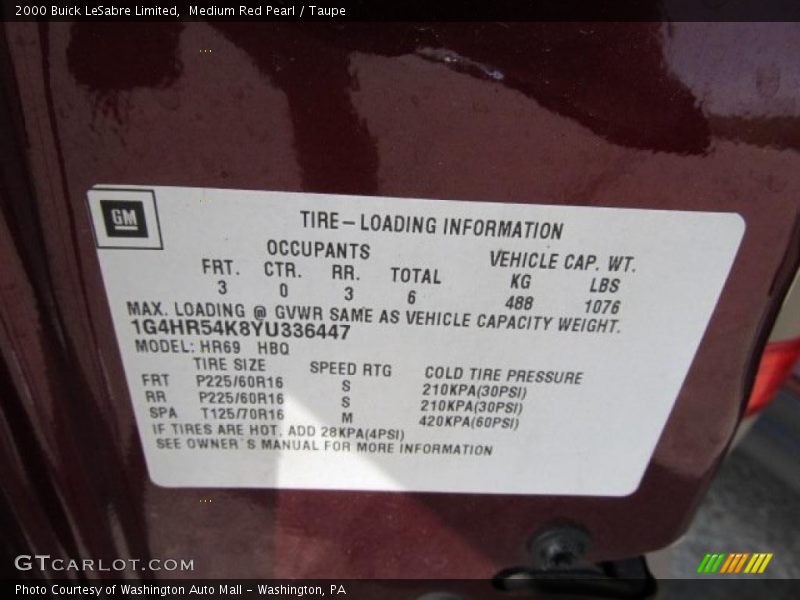 2000 Buick LeSabre Limited, Medium Red Pearl / Taupe
GM
TIRE-LOADING INFORMATION
OCCUPANTS VEHICLE CAP. WT.
FRT. CTR. RR. TOTAL KG LBS
3 0 3 6 488 1076
MAX. LOADING @ GVWR SAME AS VEHICLE CAPACITY WEIGHT.
1G4HR54K8YU336447
MODEL: HR69 HBQ
TIRE SIZE SPEED RTG COLD TIRE PRESSURE
FRT P225/60R16 S 210KPA(30PSI)
RR P225/60R16 S 210KPA(30PSI)
SPA T125/70R16 M 420KPA(60PSI)
IF TIRES ARE HOT, ADD 28KPA(4PSI)
SEE OWNER'S MANUAL FOR MORE INFORMATION
GTCARLOT.COM
Photo Courtesy of Washington Auto Mall - Washington, PA